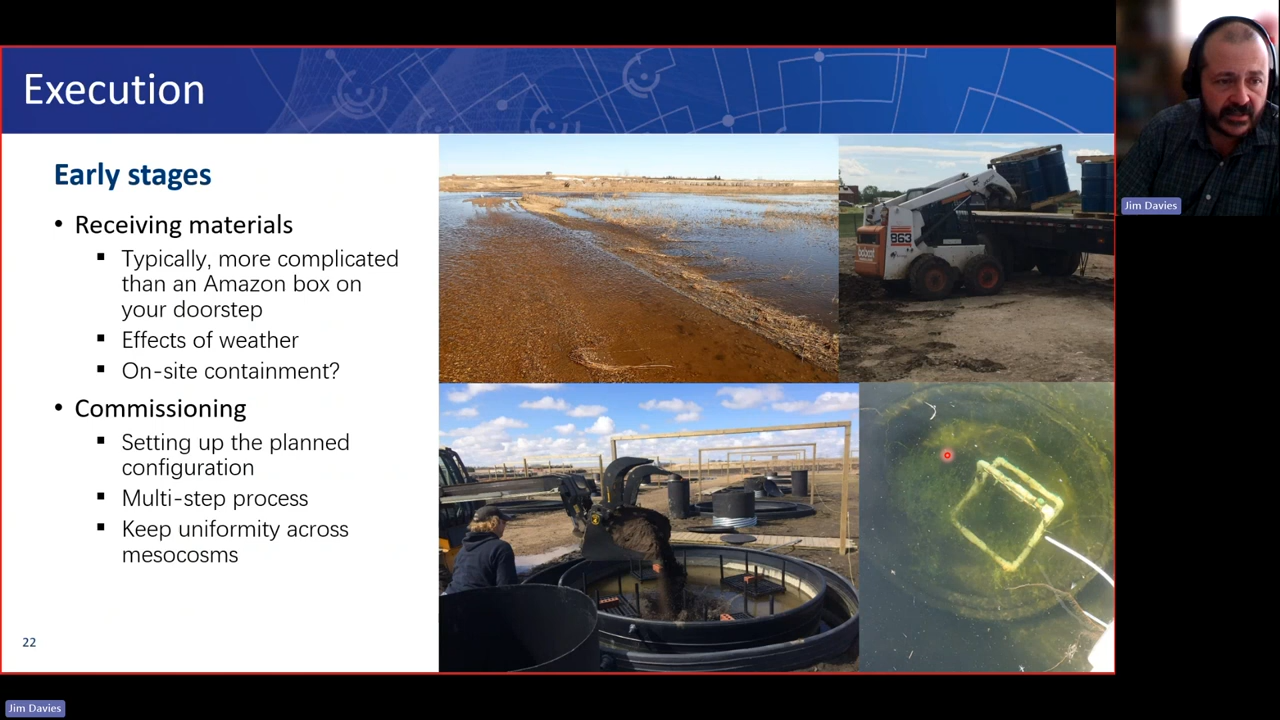 Execution
Early stages
• Receiving materials
▪ Typically, more complicated
than an Amazon box on
your doorstep
▪ Effects of weather
▪ On-site containment?
• Commissioning
▪ Setting up the planned
configuration
▪ Multi-step process
▪ Keep uniformity across
mesocosms
22
863
Jim Davies
Jim Davies